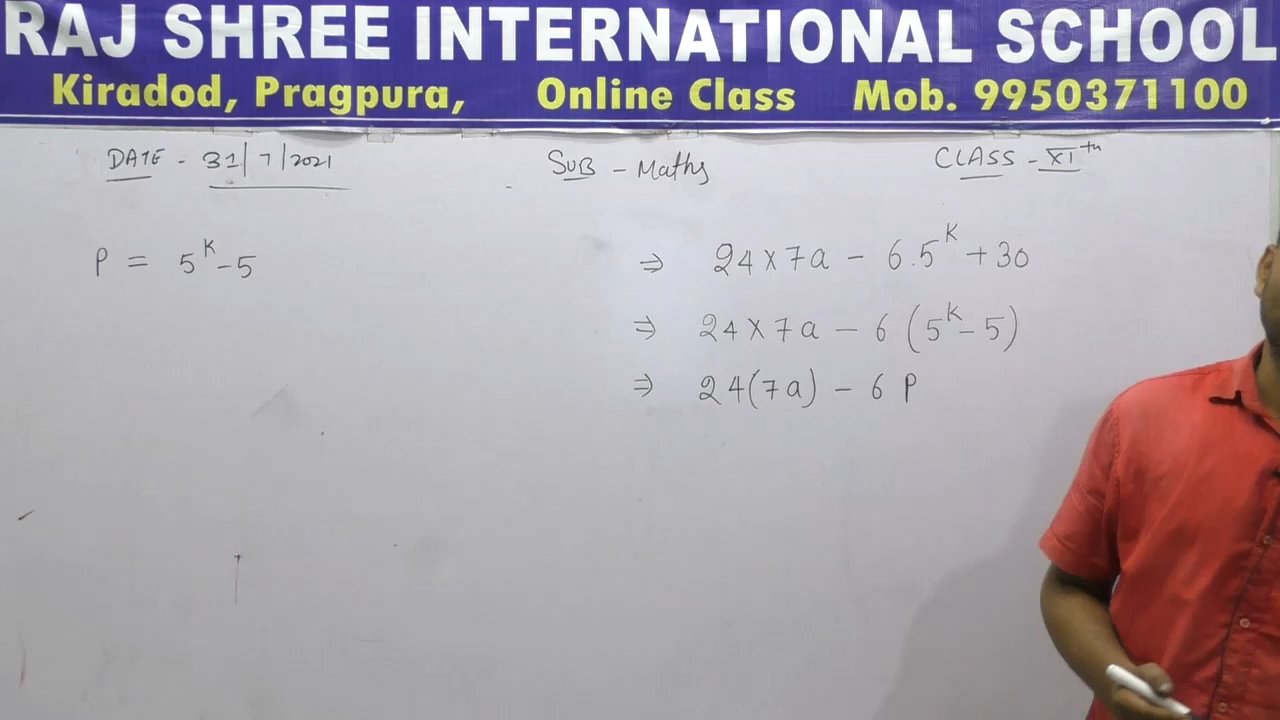 RAJ SHREE INTERNATIONAL SCHOOL
Kiradod, Pragpura, Online Class Mob. 9950371100
DATE - 31/7/2021 SUB - Maths CLASS - XIth
P = 5^k - 5
⇒ 24 × 7a - 6.5^k + 30
⇒ 24 × 7a - 6 (5^k - 5)
⇒ 24(7a) - 6 P